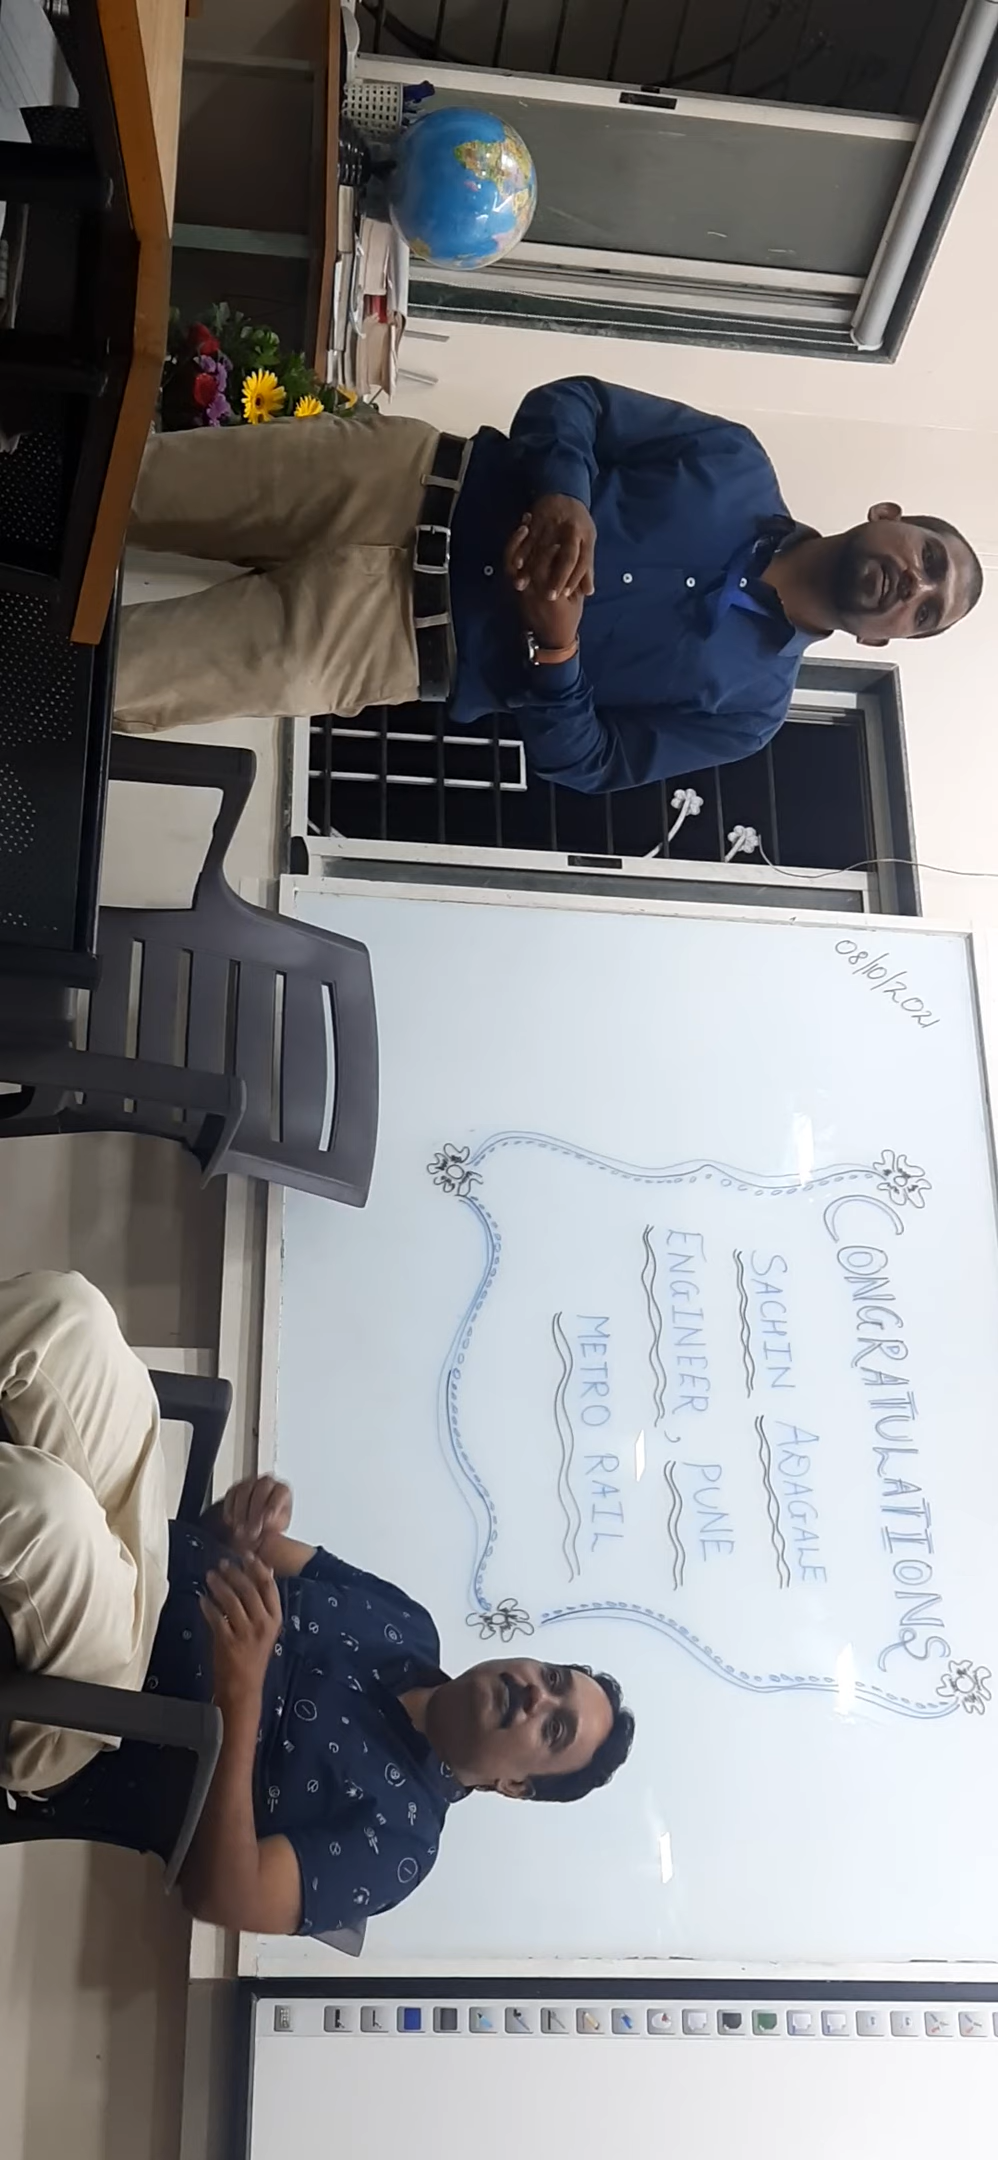 08/10/2021
CONGRATULATIONS
SACHIN ADAGALE
ENGINEER, PUNE
METRO RAIL